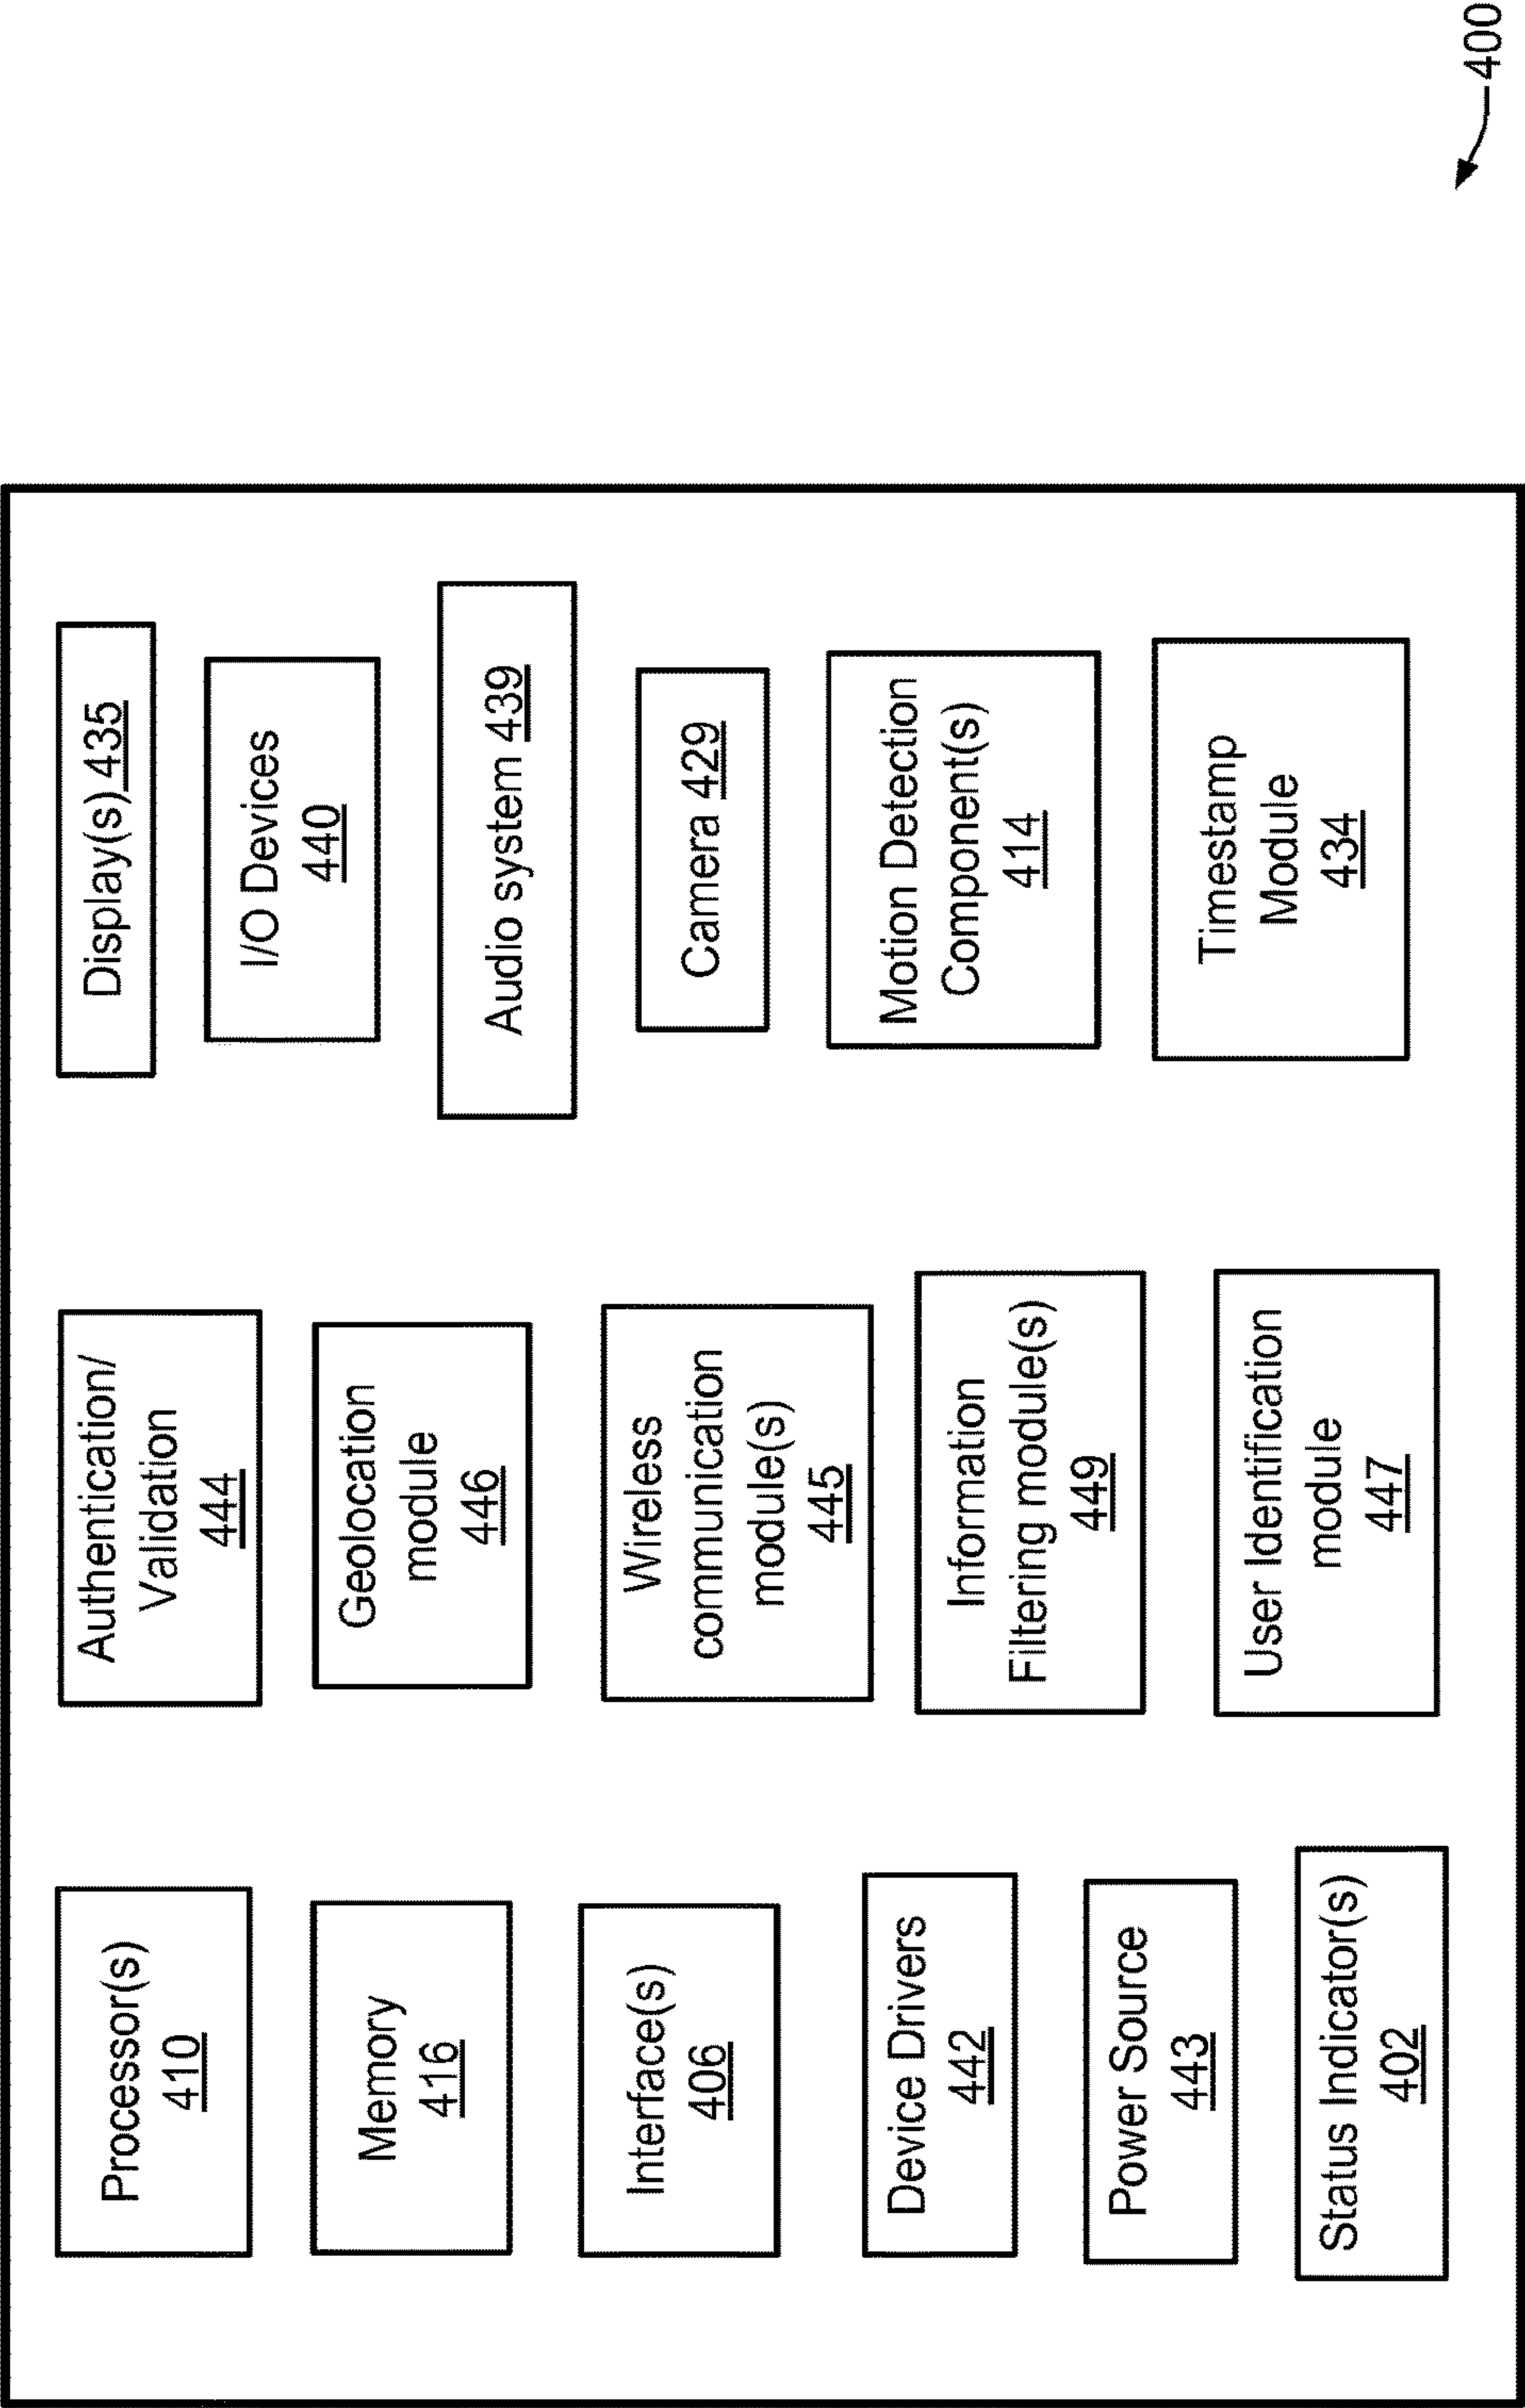 Processor(s)
410
Memory
416
Interface(s)
406
Device Drivers
442
Power Source
443
Status Indicator(s)
402
Authentication/
Validation
444
Geolocation
module
446
Wireless
communication
module(s)
445
Information
Filtering module(s)
449
User Identification
module
447
Display(s) 435
I/O Devices
440
Audio system 439
Camera 429
Motion Detection
Component(s)
414
Timestamp
Module
434
400